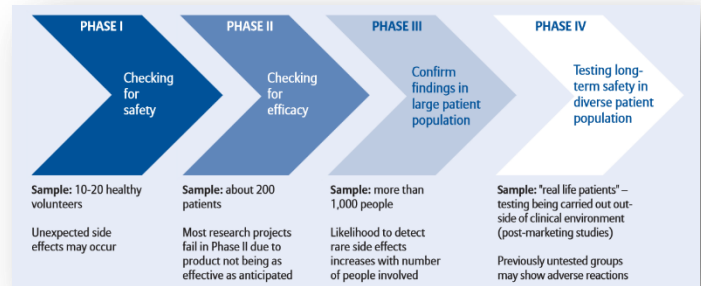 PHASE I
Checking
for
safety
Sample: 10-20 healthy
volunteers
Unexpected side
effects may occur
PHASE II
Checking
for
efficacy
Sample: about 200
patients
Most research projects
fail in Phase II due to
product not being as
effective as anticipated
PHASE III
Confirm
findings in
large patient
population
Sample: more than
1,000 people
Likelihood to detect
rare side effects
increases with number
of people involved
PHASE IV
Testing long-
term safety in
diverse patient
population
Sample: "real life patients" –
testing being carried out out-
side of clinical environment
(post-marketing studies)
Previously untested groups
may show adverse reactions